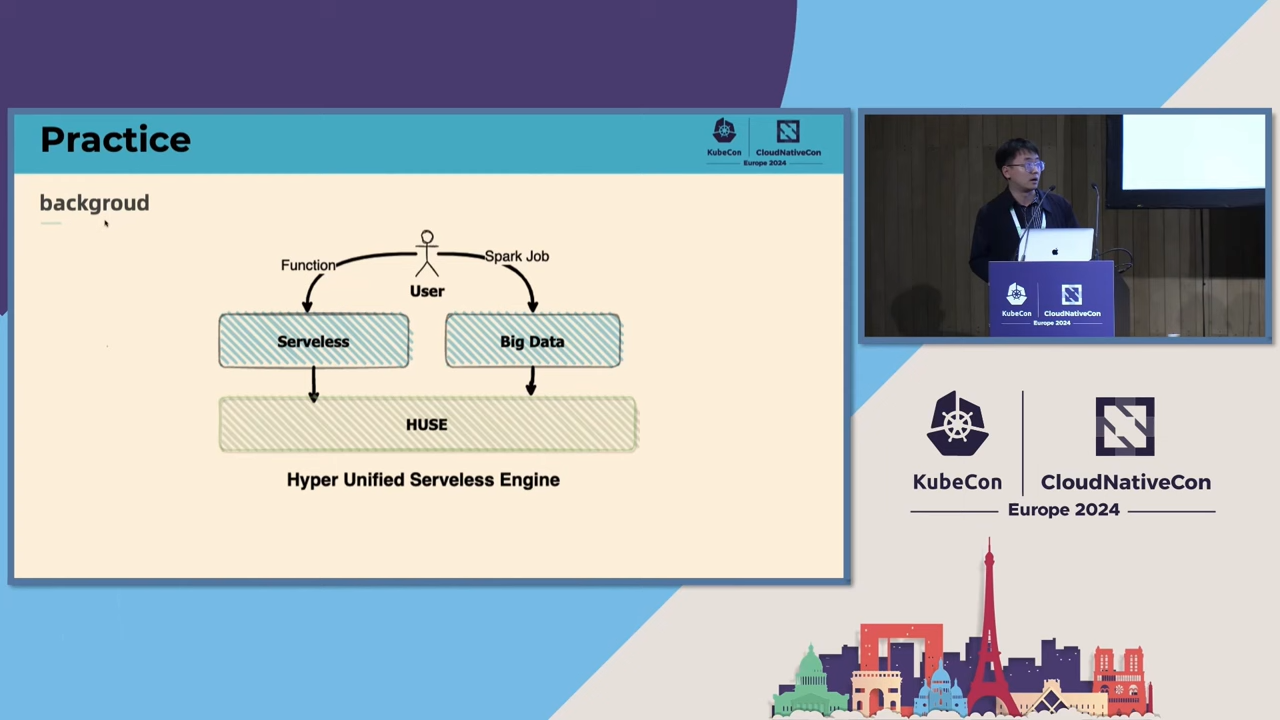 Practice
KubeCon
CloudNativeCon
Europe 2024
backgroud
Function
Spark Job
User
Serveless
Big Data
HUSE
Hyper Unified Serveless Engine
KubeCon
CloudNativeCon
Europe 2024
KubeCon
CloudNativeCon
Europe 2024